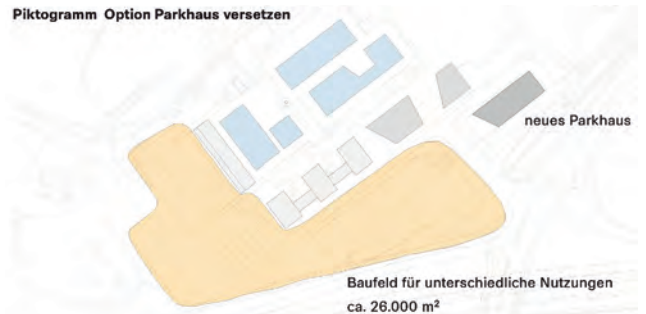 Piktogramm Option Parkhaus versetzen
neues Parkhaus
Baufeld für unterschiedliche Nutzungen
ca. 26.000 m²